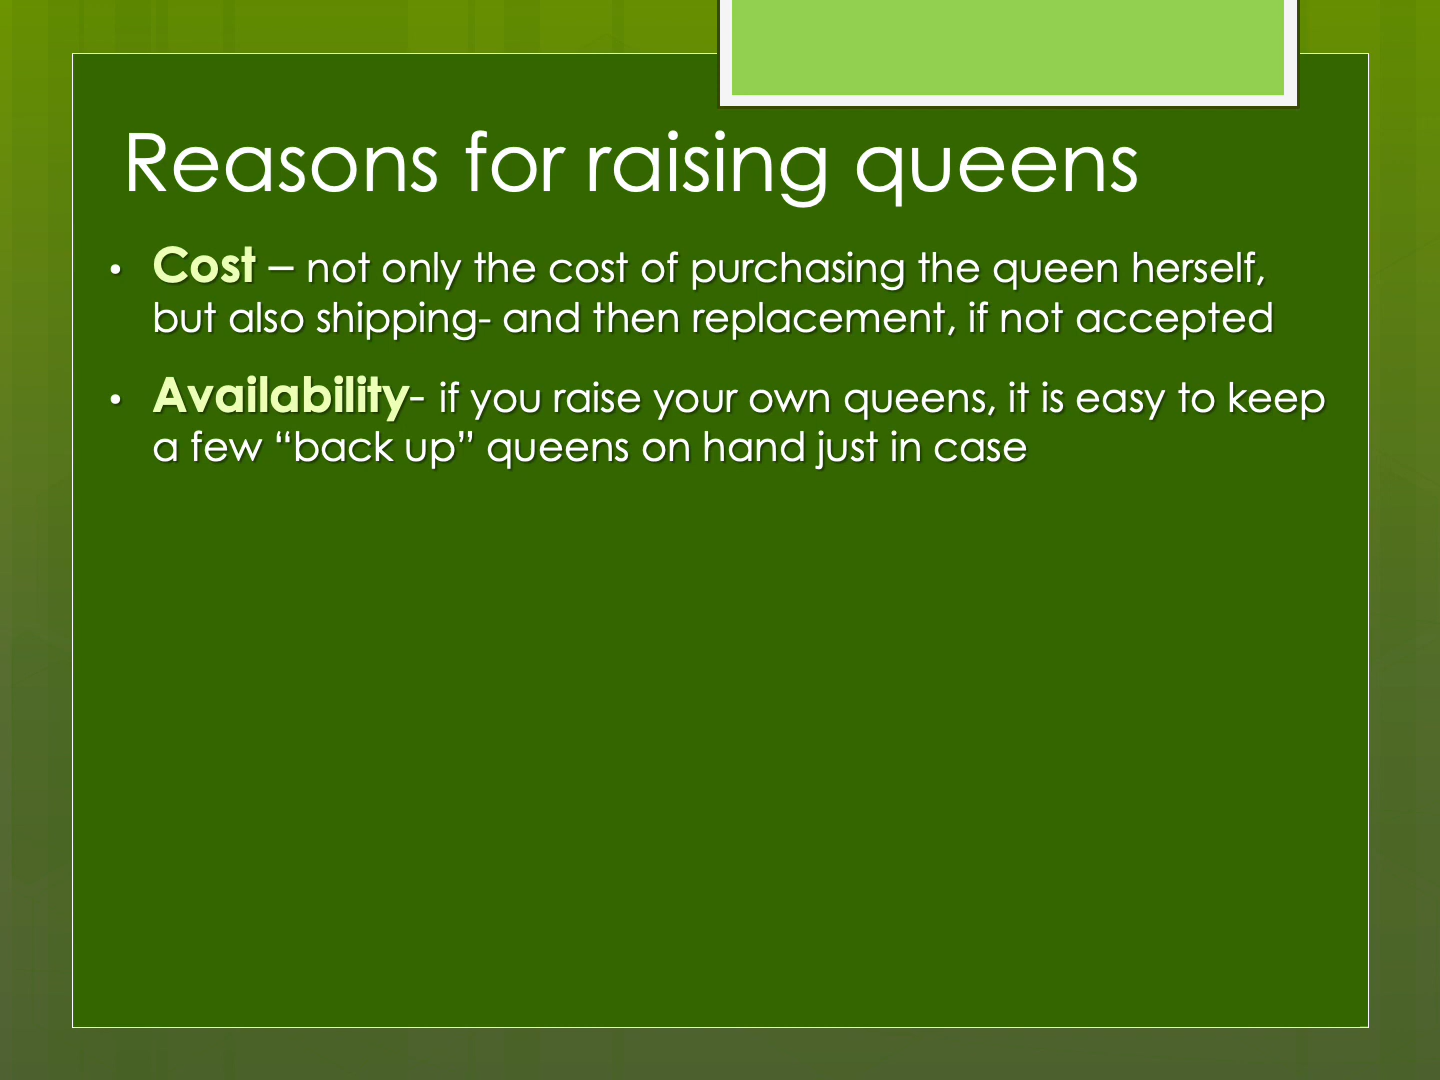 Reasons for raising queens
• Cost – not only the cost of purchasing the queen herself,
but also shipping- and then replacement, if not accepted
• Availability- if you raise your own queens, it is easy to keep
a few “back up” queens on hand just in case